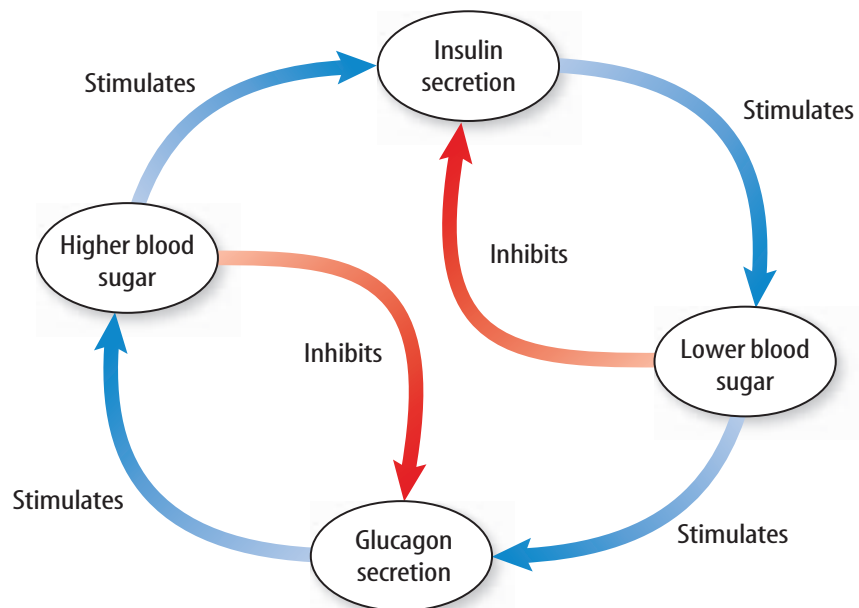 Insulin
secretion
Stimulates
Stimulates
Higher blood
sugar
Inhibits
Inhibits
Lower blood
sugar
Stimulates
Stimulates
Glucagon
secretion